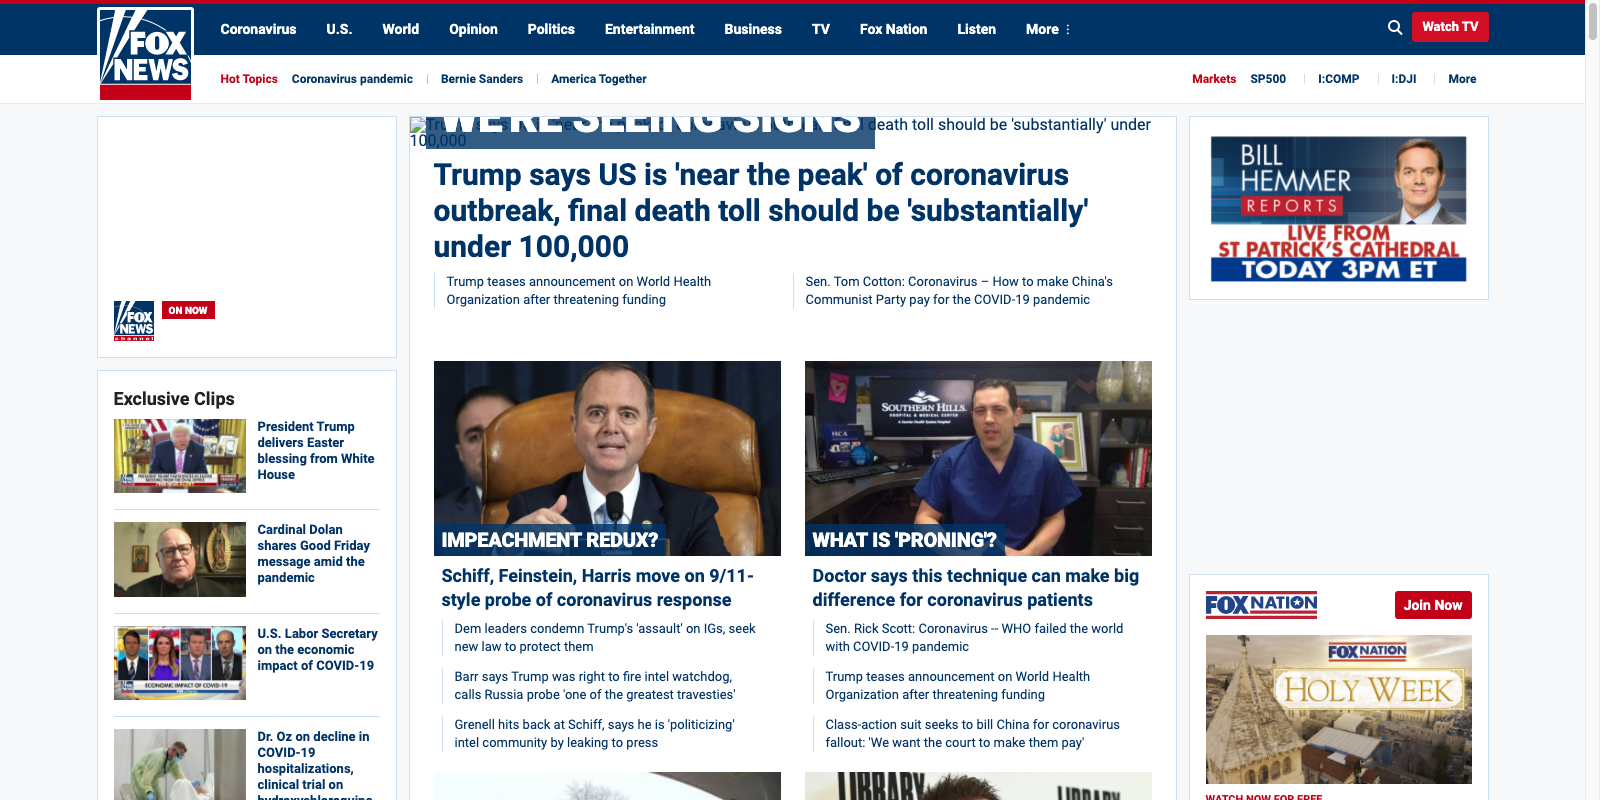 FOX
NEWS
Coronavirus U.S. World Opinion Politics Entertainment Business TV Fox Nation Listen More
Watch TV
Hot Topics Coronavirus pandemic Bernie Sanders America Together
Markets SP500 I:COMP I:DJI More
FOX
NEWS
channel
ON NOW
Exclusive Clips
President Trump
delivers Easter
blessing from White
House
Cardinal Dolan
shares Good Friday
message amid the
pandemic
U.S. Labor Secretary
on the economic
impact of COVID-19
ECONOMIC IMPACT OF COVID-19
Dr. Oz on decline in
COVID-19
hospitalizations,
clinical trial on
hydroxychloroquine
WE'RE SEEING SIGNS
death toll should be 'substantially' under
100,000
Trump says US is 'near the peak' of coronavirus
outbreak, final death toll should be 'substantially'
under 100,000
Trump teases announcement on World Health
Organization after threatening funding
Sen. Tom Cotton: Coronavirus – How to make China's
Communist Party pay for the COVID-19 pandemic
CHAIRMAN
IMPEACHMENT REDUX?
Schiff, Feinstein, Harris move on 9/11-
style probe of coronavirus response
Dem leaders condemn Trump's 'assault' on IGs, seek
new law to protect them
Barr says Trump was right to fire intel watchdog,
calls Russia probe 'one of the greatest travesties'
Grenell hits back at Schiff, says he is 'politicizing'
intel community by leaking to press
SOUTHERN HILLS
HOSPITAL & MEDICAL CENTER
HCA
WHAT IS 'PRONING'?
Doctor says this technique can make big
difference for coronavirus patients
Sen. Rick Scott: Coronavirus -- WHO failed the world
with COVID-19 pandemic
Trump teases announcement on World Health
Organization after threatening funding
Class-action suit seeks to bill China for coronavirus
fallout: 'We want the court to make them pay'
LIBRARY
LIBRARY
BILL
HEMMER
REPORTS
LIVE FROM
ST PATRICK'S CATHEDRAL
TODAY 3PM ET
FOX NATION
Join Now
FOX NATION
HOLY WEEK
WATCH NOW FOR FREE